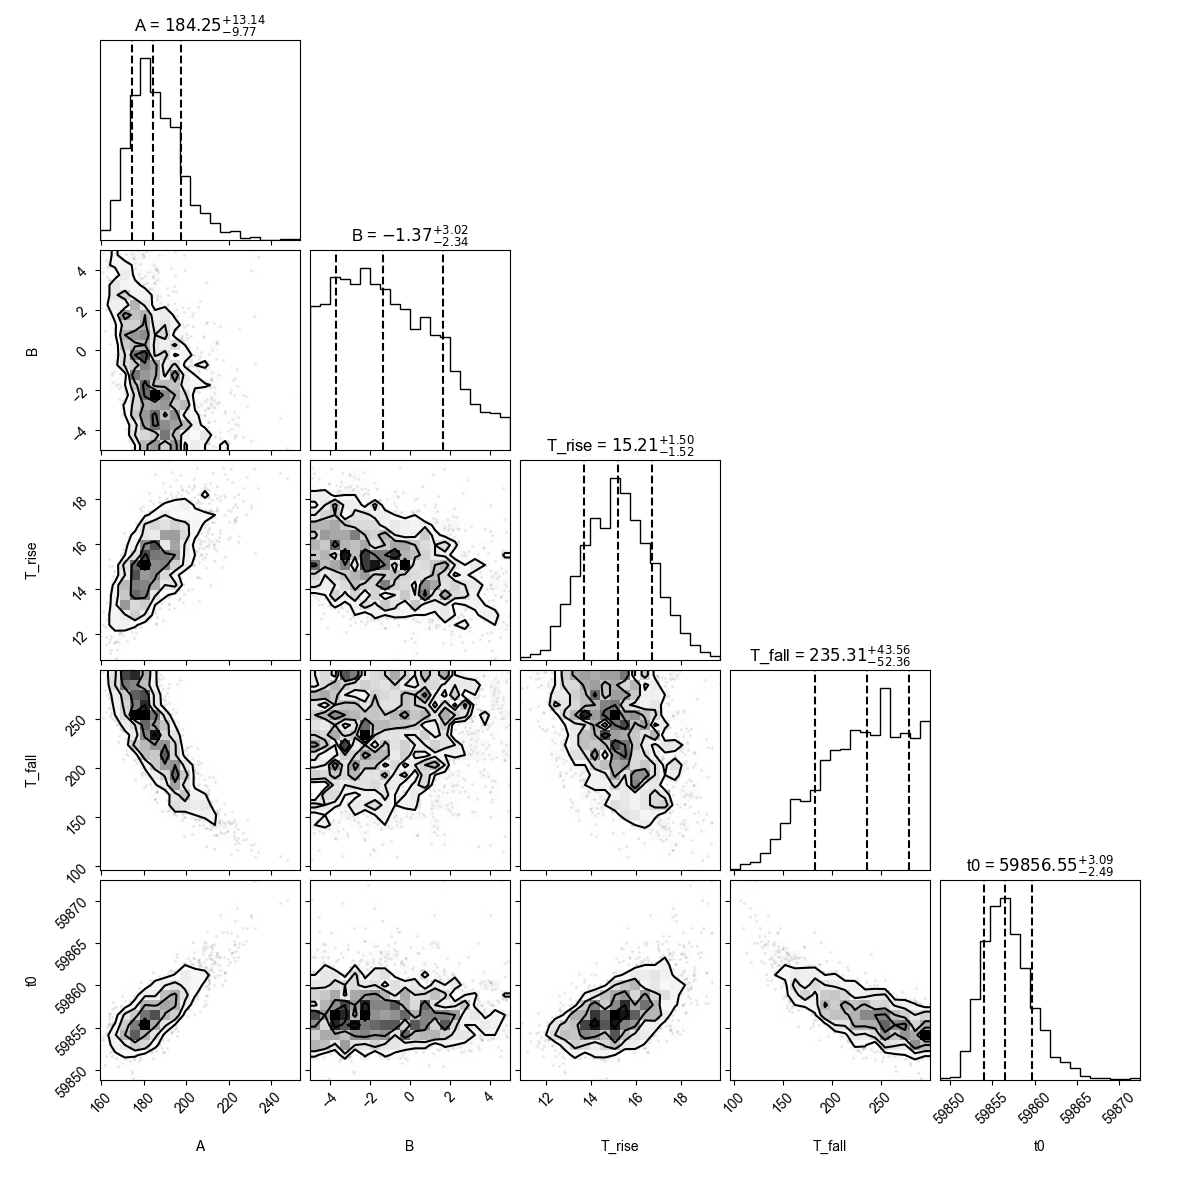 A = 184.25+13.14−9.77
B = −1.37+3.02−2.34
4
2
0
−2
−4
B
T_rise = 15.21+1.50−1.52
18
16
14
12
T_rise
T_fall = 235.31+43.56−52.36
250
200
150
100
T_fall
t0 = 59856.55+3.09−2.49
59870
59865
59860
59855
59850
t0
160 180 200 220 240
−4 −2 0 2 4
12 14 16 18
100 150 200 250
59850 59855 59860 59865 59870
A B T_rise T_fall t0